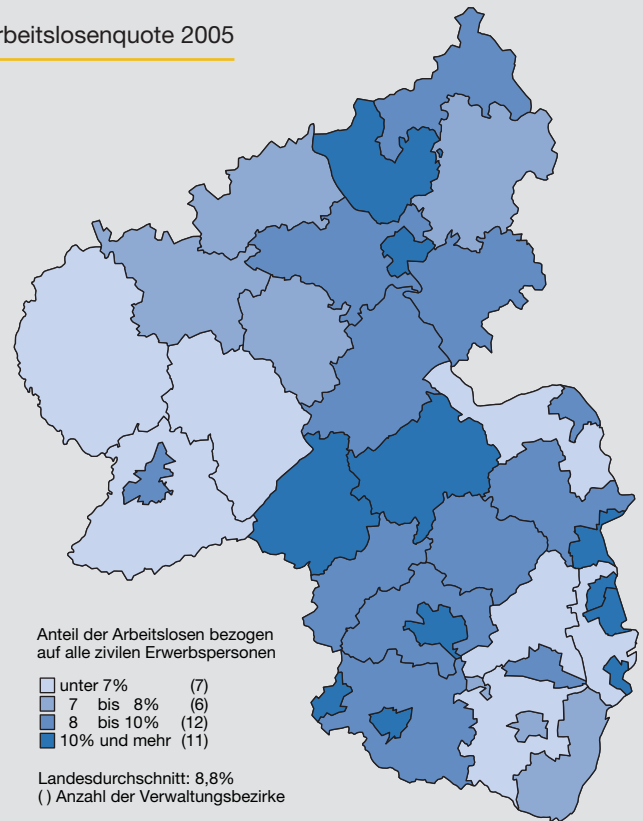 rbeitslosenquote 2005
Anteil der Arbeitslosen bezogen
auf alle zivilen Erwerbspersonen
unter 7% (7)
7 bis 8% (6)
8 bis 10% (12)
10% und mehr (11)
Landesdurchschnitt: 8,8%
( ) Anzahl der Verwaltungsbezirke